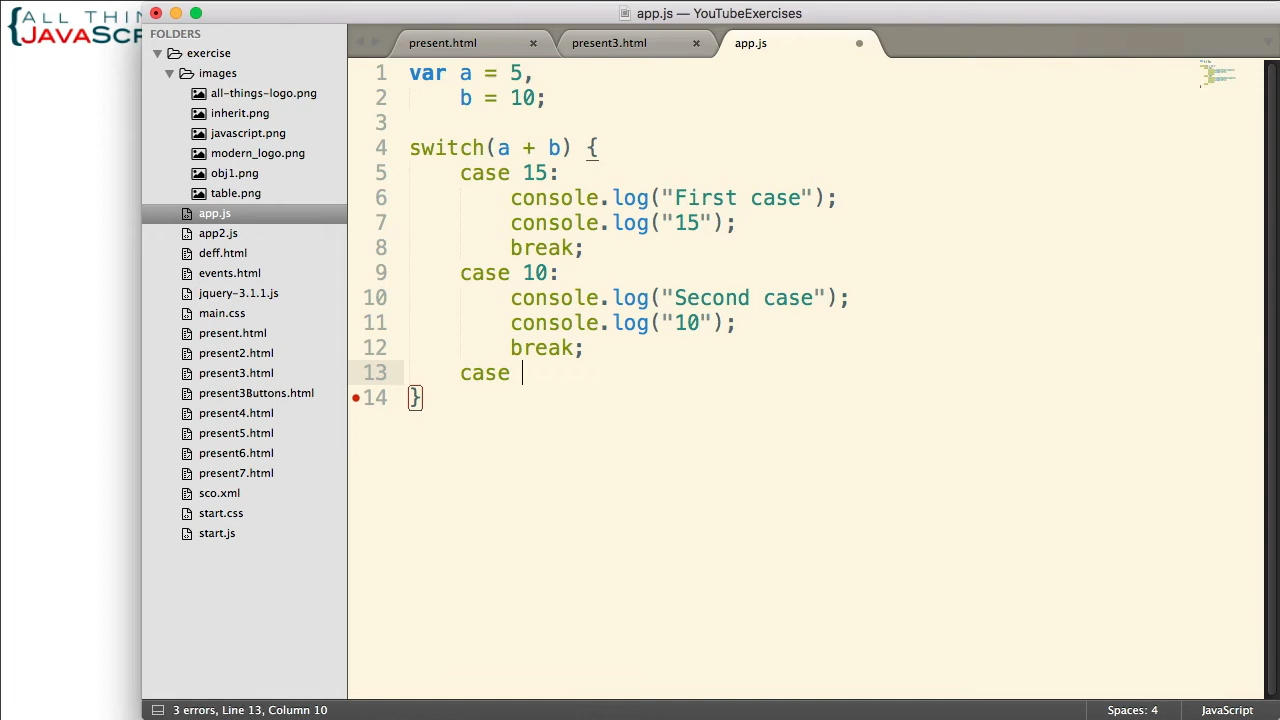 {ALL THIN
JAVASCRI
app.js — YouTubeExercises
FOLDERS
exercise
images
all-things-logo.png
inherit.png
javascript.png
modern_logo.png
obj1.png
table.png
app.js
app2.js
deff.html
events.html
jquery-3.1.1.js
main.css
present.html
present2.html
present3.html
present3Buttons.html
present4.html
present5.html
present6.html
present7.html
sco.xml
start.css
start.js
present.html × present3.html × app.js
1 var a = 5,
2 b = 10;
3
4 switch(a + b) {
5 case 15:
6 console.log("First case");
7 console.log("15");
8 break;
9 case 10:
10 console.log("Second case");
11 console.log("10");
12 break;
13 case
14 }
3 errors, Line 13, Column 10 Spaces: 4 JavaScript